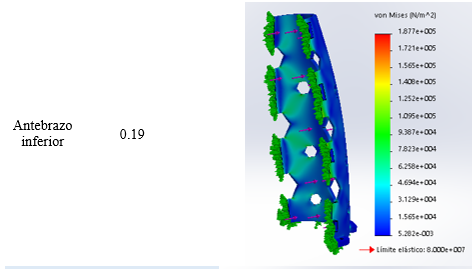 Antebrazo
inferior
0.19
von Mises (N/m^2)
1.877e+005
1.721e+005
1.565e+005
1.408e+005
1.252e+005
1.095e+005
9.387e+004
7.823e+004
6.258e+004
4.694e+004
3.129e+004
1.565e+004
5.282e-003
Límite elástico: 8.000e+007